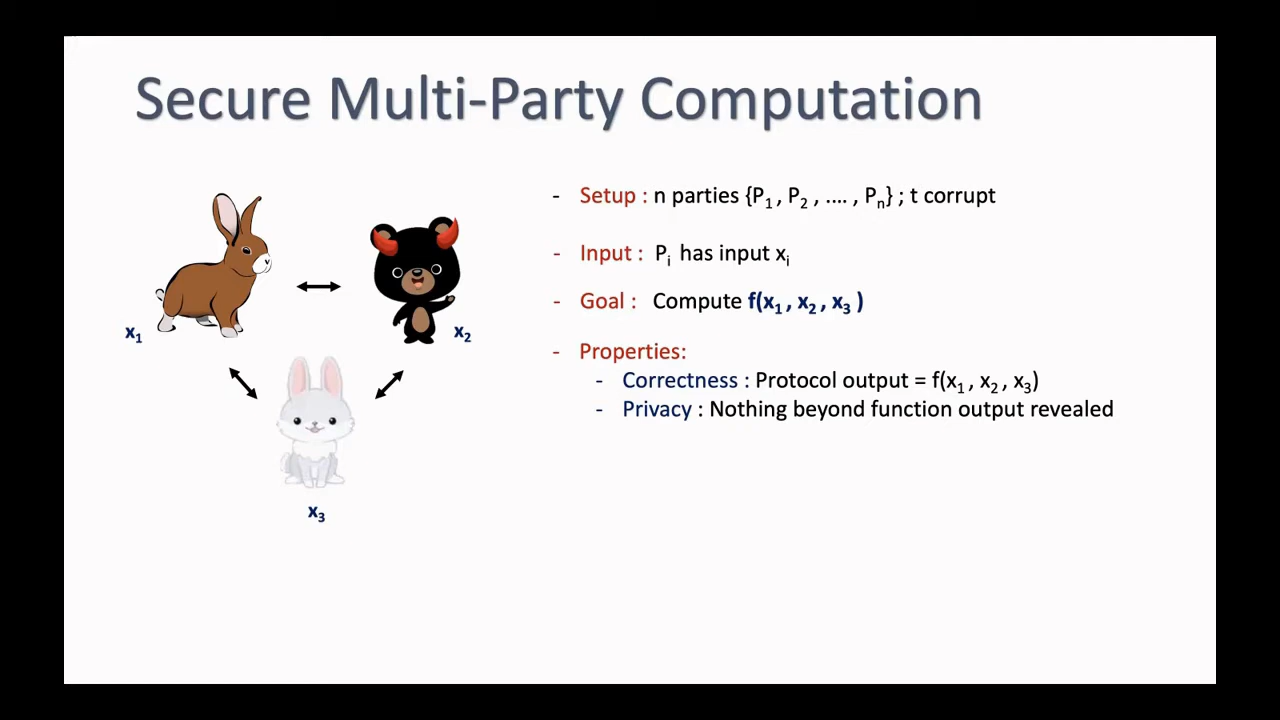 Secure Multi-Party Computation
- Setup : n parties {P₁ , P₂ , .... , Pₙ} ; t corrupt
- Input : Pᵢ has input xᵢ
- Goal : Compute f(x₁ , x₂ , x₃ )
- Properties:
- Correctness : Protocol output = f(x₁ , x₂ , x₃)
- Privacy : Nothing beyond function output revealed
x₁
x₂
x₃